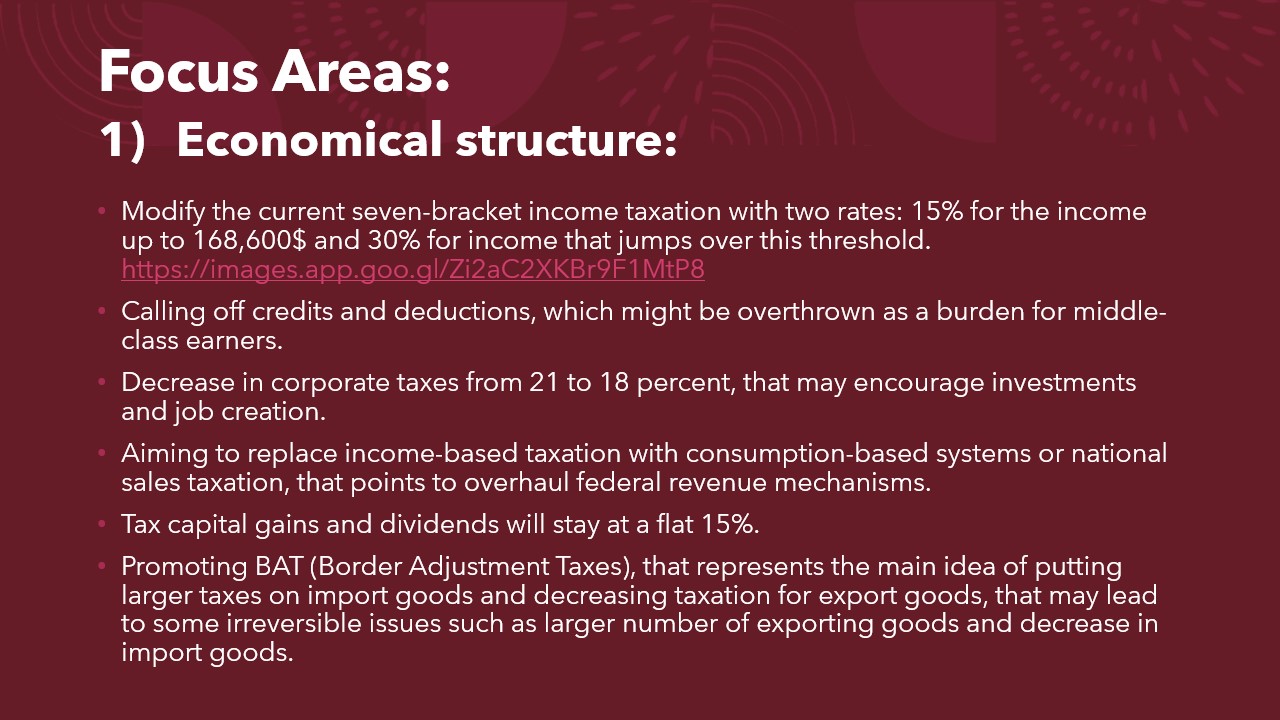 Focus Areas:
1) Economical structure:
• Modify the current seven-bracket income taxation with two rates: 15% for the income
up to 168,600$ and 30% for income that jumps over this threshold.
https://images.app.goo.gl/Zi2aC2XKBr9F1MtP8
• Calling off credits and deductions, which might be overthrown as a burden for middle-
class earners.
• Decrease in corporate taxes from 21 to 18 percent, that may encourage investments
and job creation.
• Aiming to replace income-based taxation with consumption-based systems or national
sales taxation, that points to overhaul federal revenue mechanisms.
• Tax capital gains and dividends will stay at a flat 15%.
• Promoting BAT (Border Adjustment Taxes), that represents the main idea of putting
larger taxes on import goods and decreasing taxation for export goods, that may lead
to some irreversible issues such as larger number of exporting goods and decrease in
import goods.